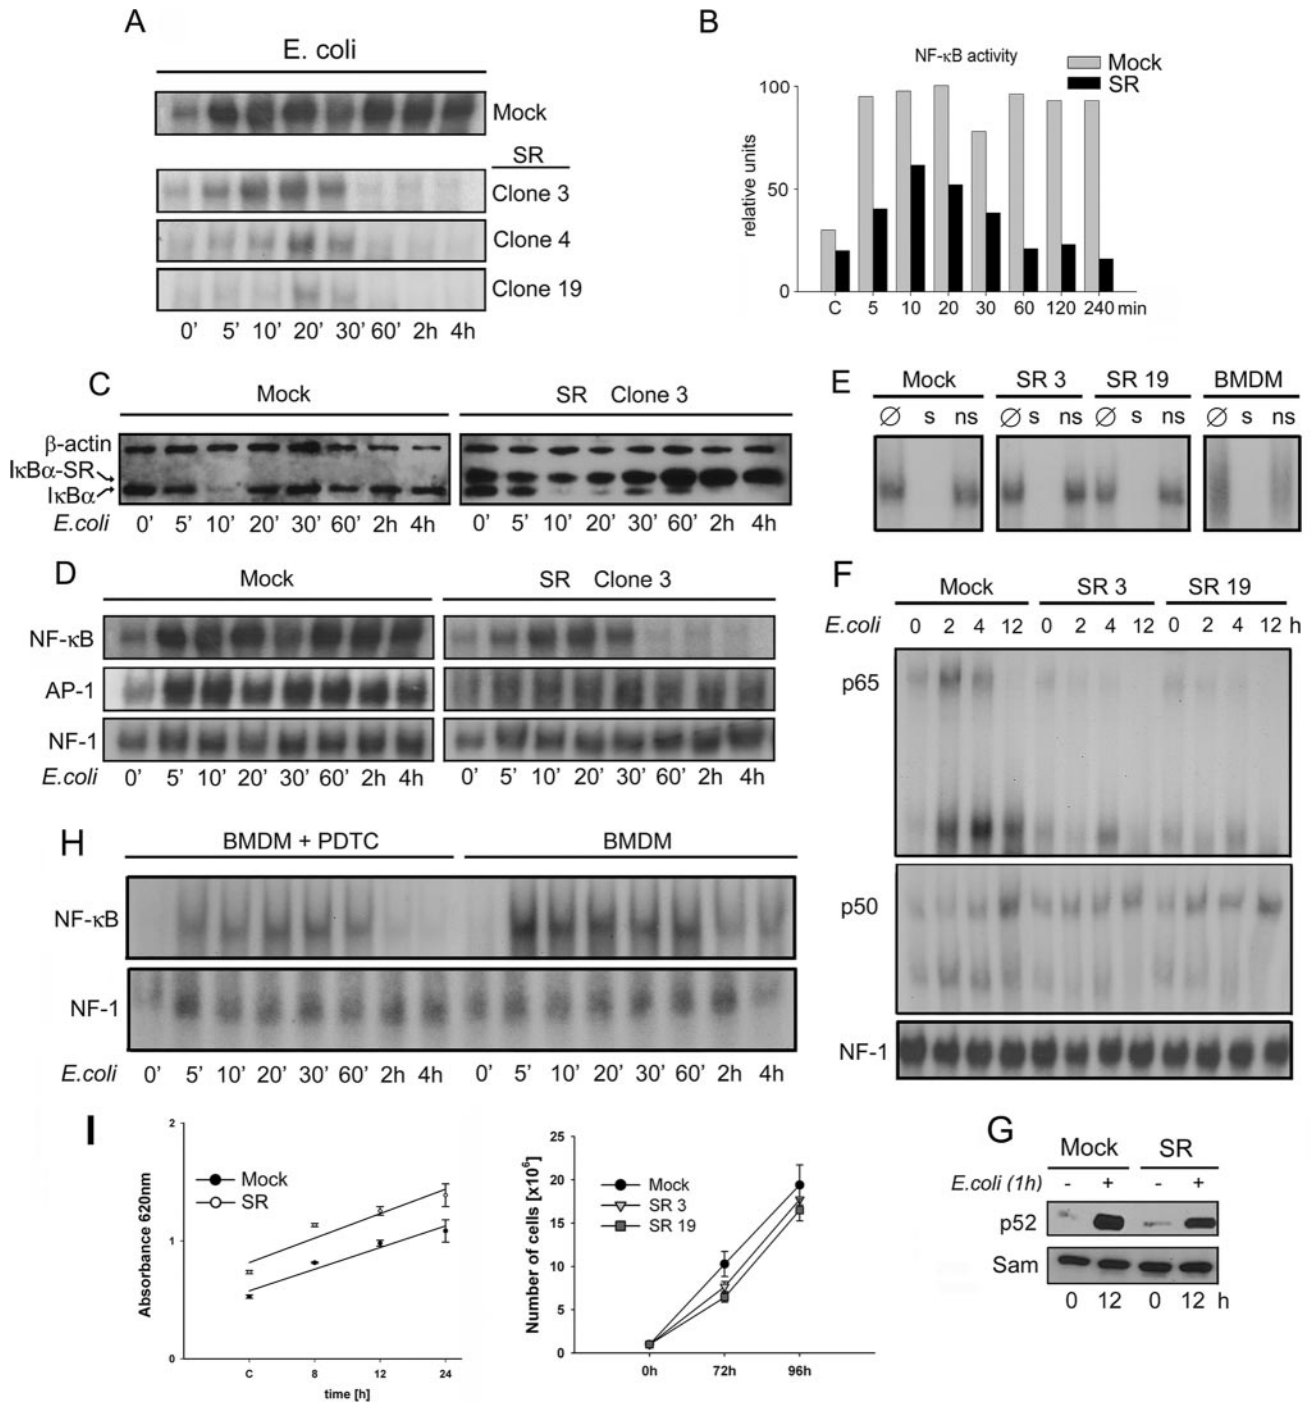 A
E. coli
Mock
SR
Clone 3
Clone 4
Clone 19
0’ 5’ 10’ 20’ 30’ 60’ 2h 4h
B
NF-κB activity
Mock
SR
relative units
100
50
0
C 5 10 20 30 60 120 240 min
C
Mock SR Clone 3
β-actin
IκBα-SR
IκBα
E.coli 0’ 5’ 10’ 20’ 30’ 60’ 2h 4h 0’ 5’ 10’ 20’ 30’ 60’ 2h 4h
D
Mock SR Clone 3
NF-κB
AP-1
NF-1
E.coli 0’ 5’ 10’ 20’ 30’ 60’ 2h 4h 0’ 5’ 10’ 20’ 30’ 60’ 2h 4h
E
Mock SR 3 SR 19 BMDM
∅ s ns ∅ s ns ∅ s ns ∅ s ns
F
Mock SR 3 SR 19
E.coli 0 2 4 12 0 2 4 12 0 2 4 12 h
p65
p50
NF-1
H
BMDM + PDTC BMDM
NF-κB
NF-1
E.coli 0’ 5’ 10’ 20’ 30’ 60’ 2h 4h 0’ 5’ 10’ 20’ 30’ 60’ 2h 4h
G
Mock SR
E.coli (1h) - + - +
p52
Sam
0 12 0 12 h
I
Absorbance 620nm
2
1
0
Mock
SR
C 8 12 24
time [h]
Number of cells [x10⁶]
25
20
15
10
5
0
Mock
SR 3
SR 19
0h 72h 96h